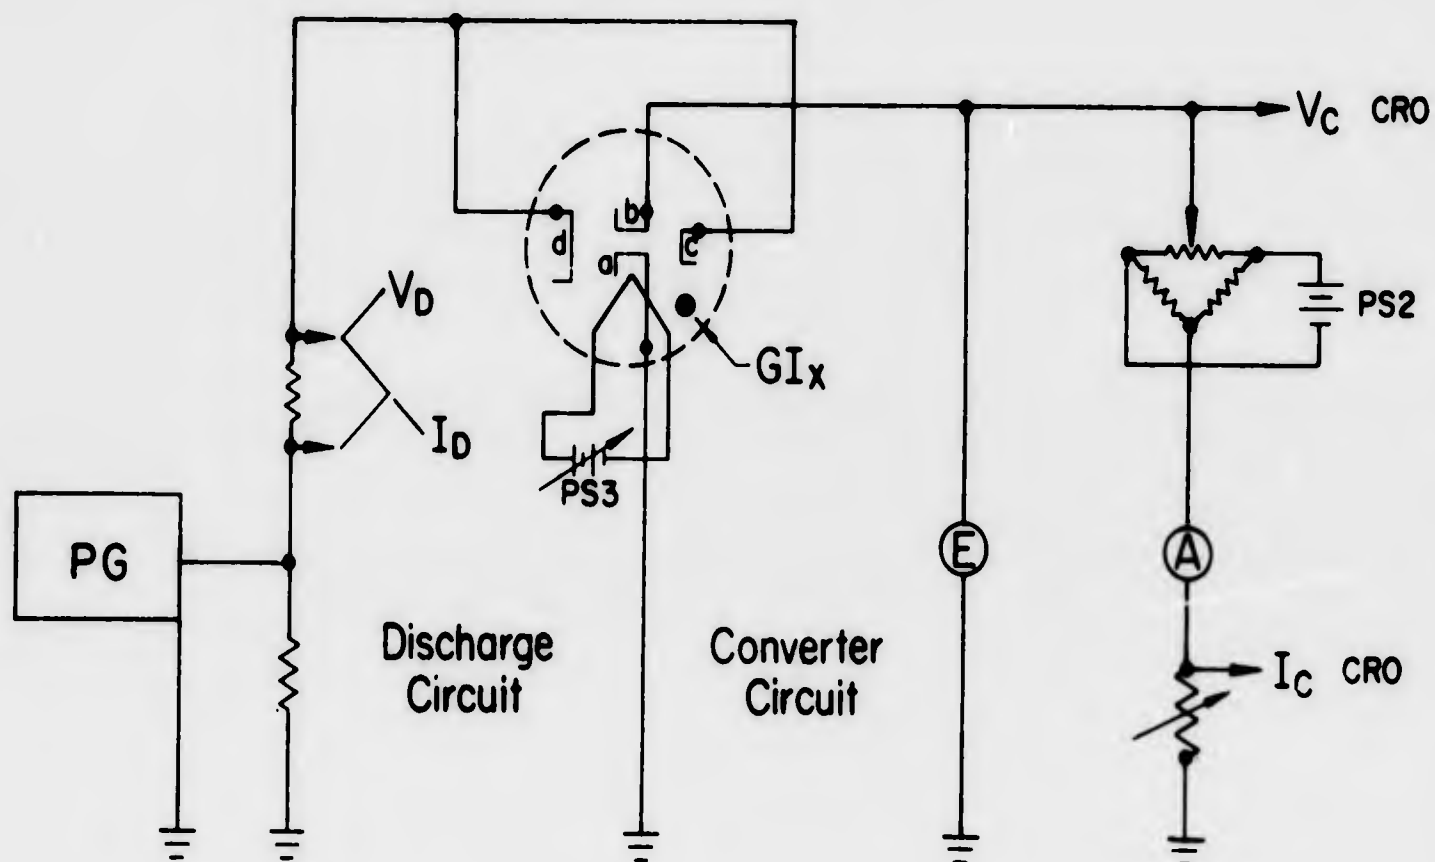 V_C CRO
b
d
c
a
V_D
PS2
GI_X
I_D
PS3
PG
E
A
Discharge
Circuit
Converter
Circuit
I_C CRO